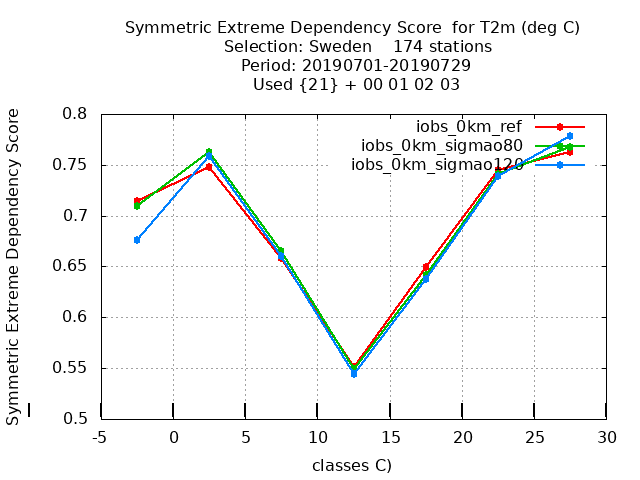 Symmetric Extreme Dependency Score  for T2m (deg C)
Selection: Sweden    174 stations
Period: 20190701-20190729
Used {21} + 00 01 02 03
Symmetric Extreme Dependency Score
iobs_0km_ref
iobs_0km_sigmao80
iobs_0km_sigmao120
0.8
0.75
0.7
0.65
0.6
0.55
0.5
-5 0 5 10 15 20 25 30
classes C)